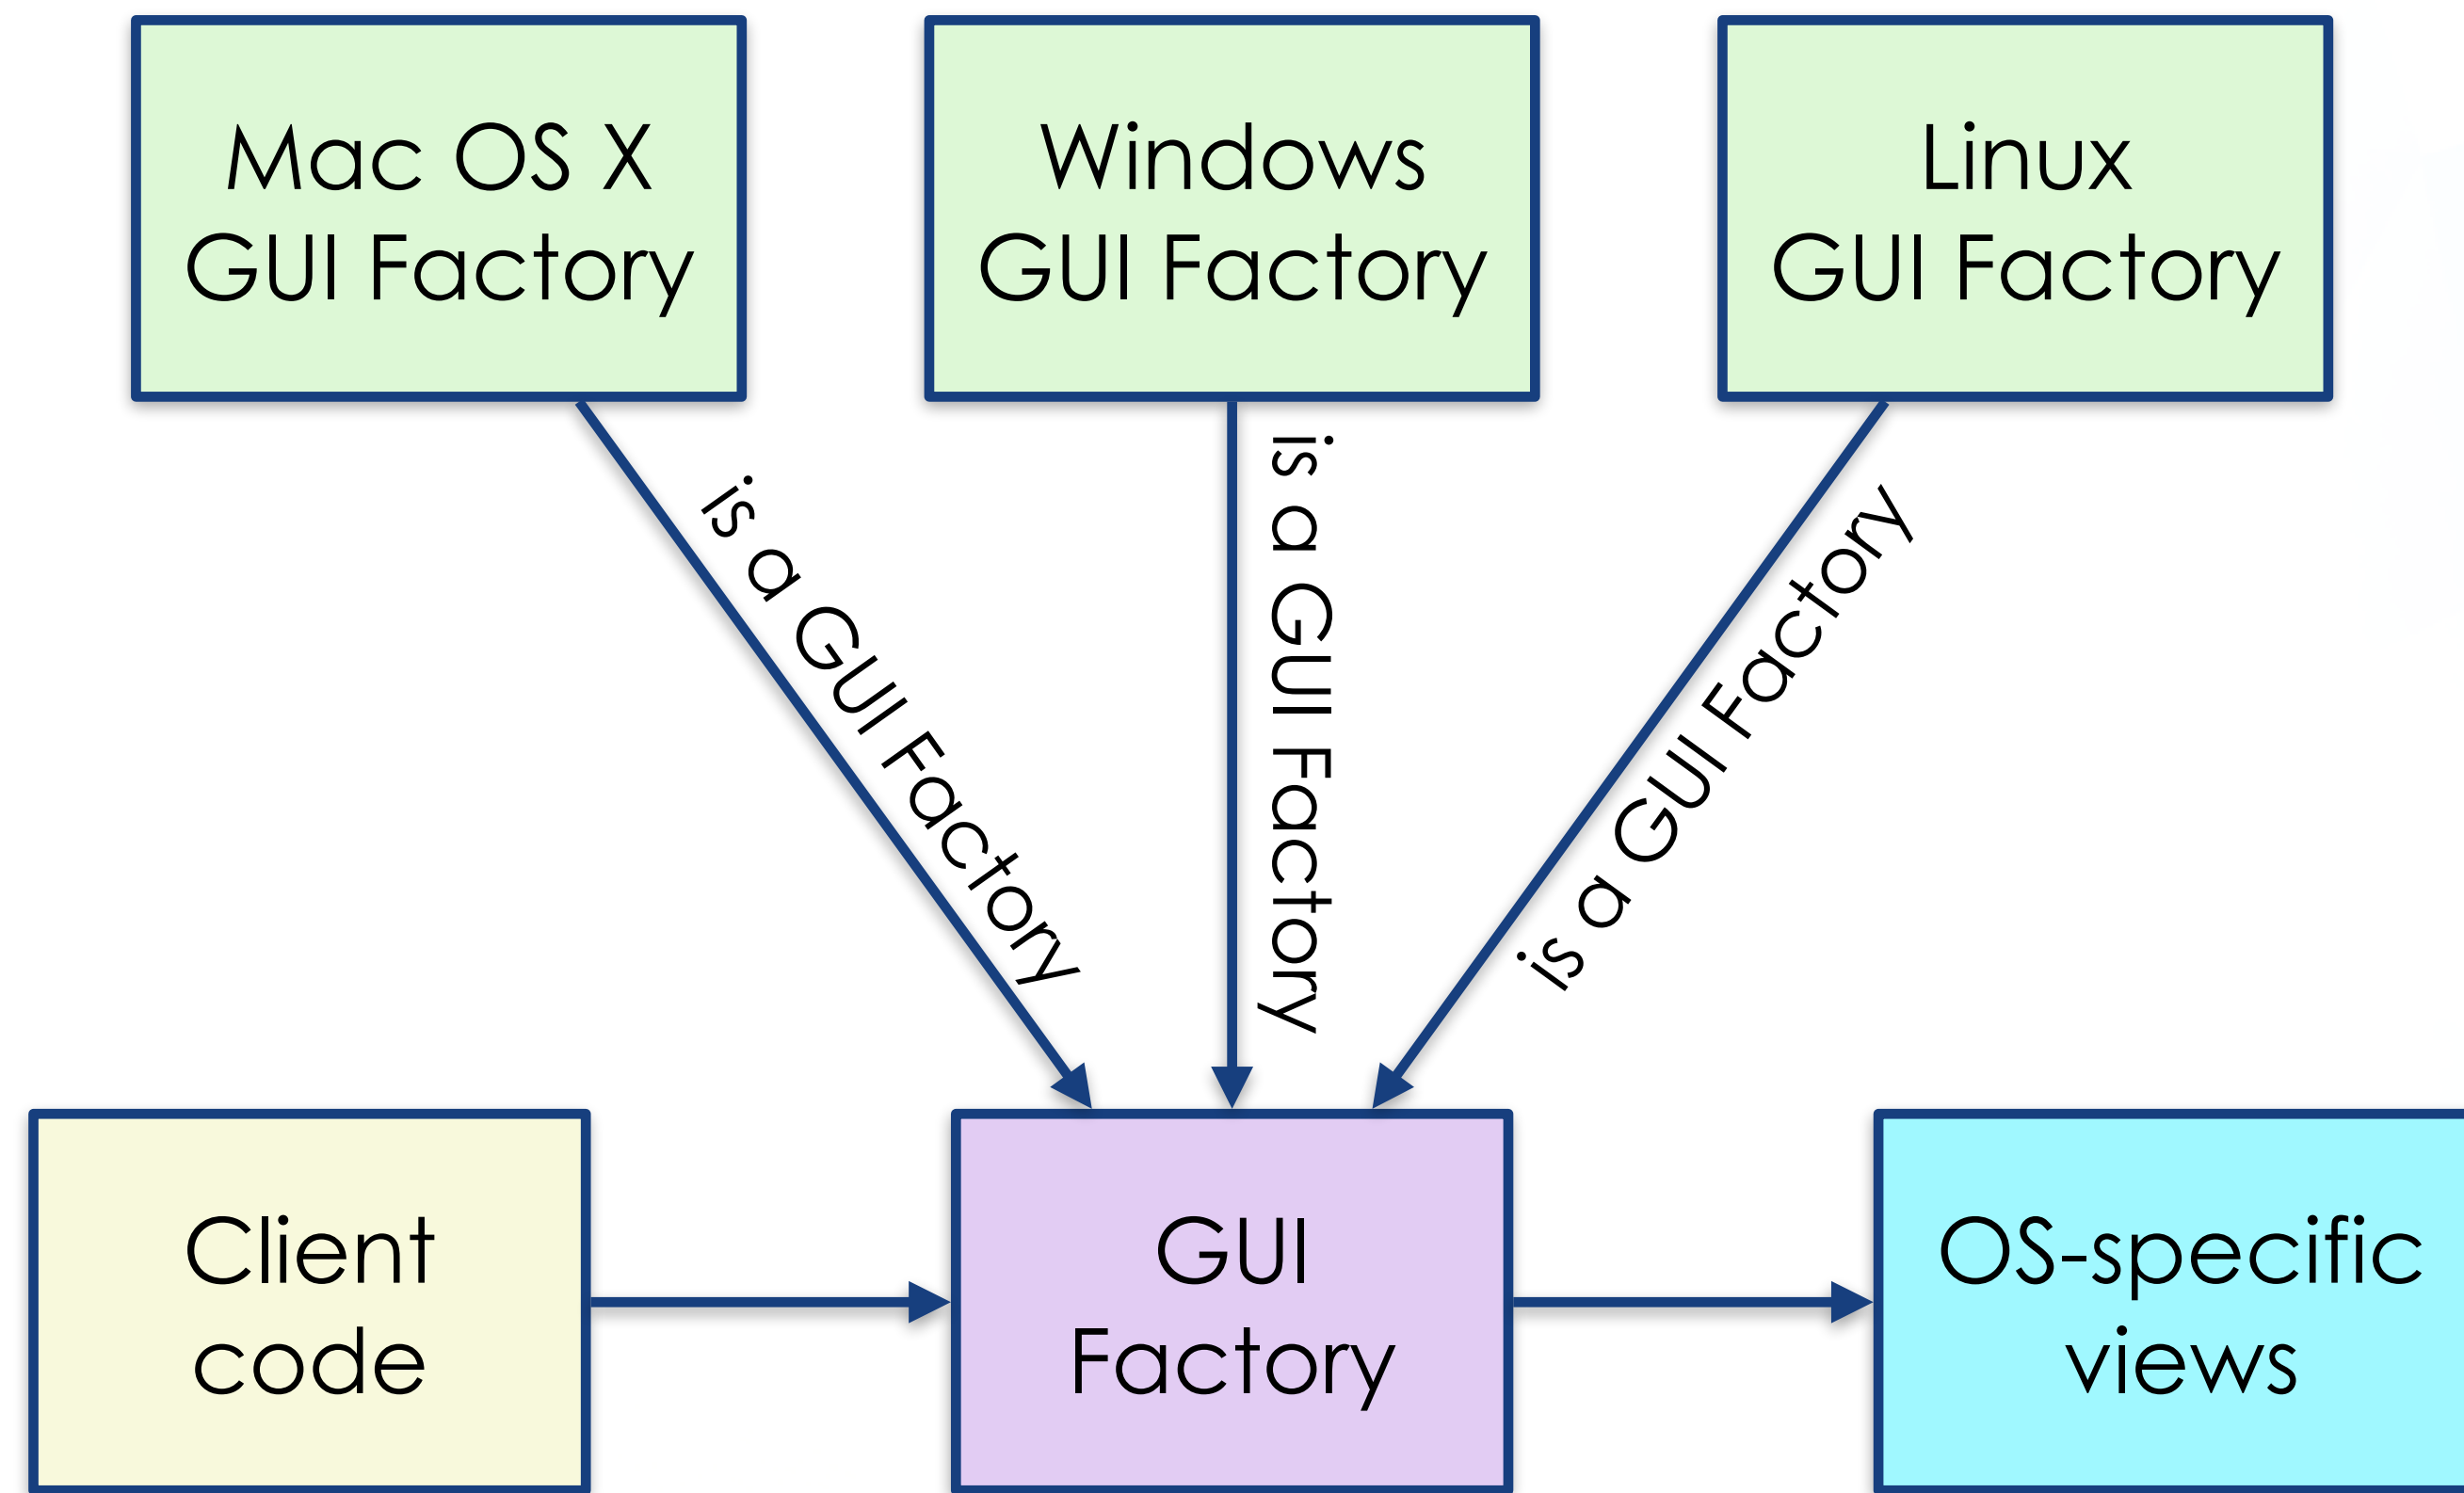 Mac OS X
GUI Factory
Windows
GUI Factory
Linux
GUI Factory
is a GUI Factory
is a GUI Factory
is a GUI Factory
Client
code
GUI
Factory
OS-specific
views